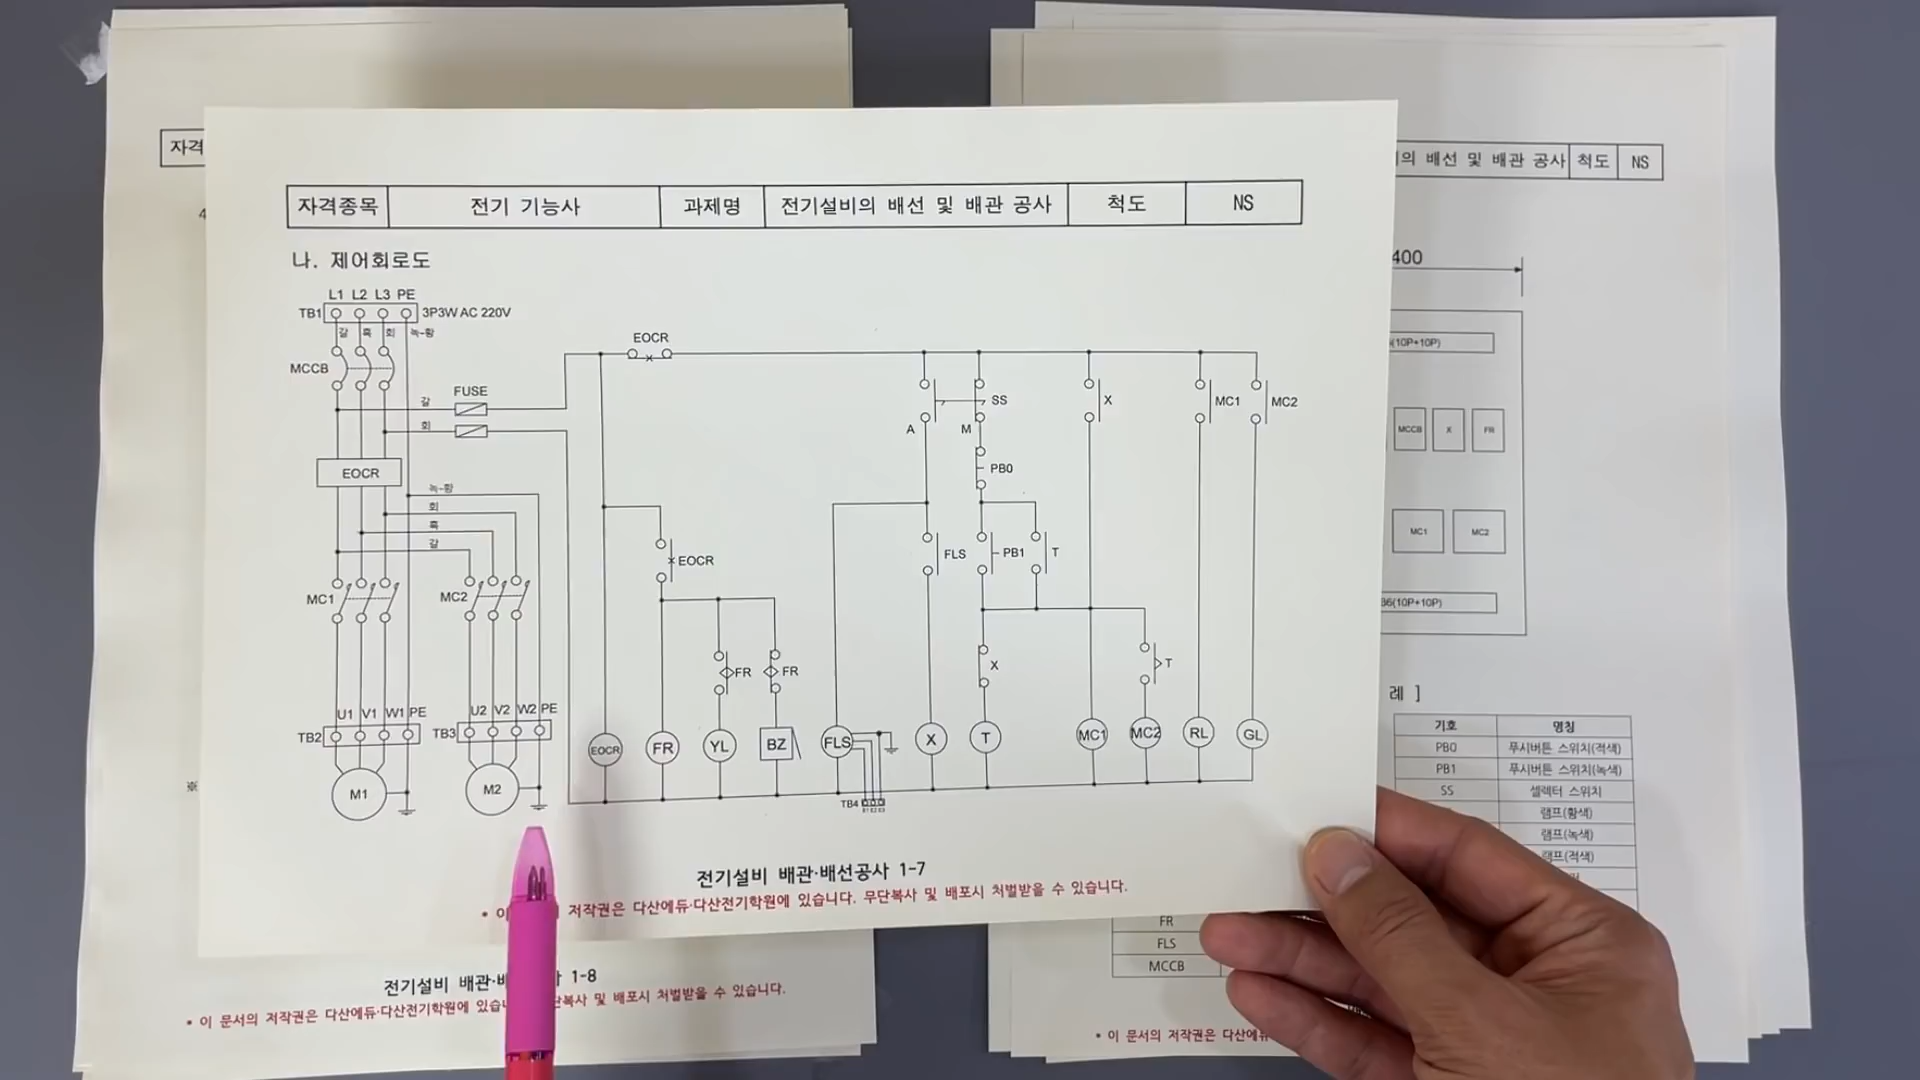 자격
자격종목 전기 기능사 과제명 전기설비의 배선 및 배관 공사 척도 NS
의 배선 및 배관 공사 척도 NS
4
나. 제어회로도
400
L1 L2 L3 PE
TB1 3P3W AC 220V
갈 흑 회 녹-황
EOCR
(10P+10P)
MCCB
FUSE
갈
회
SS
A M
X
MC1
MC2
MCCB X FR
PB0
EOCR
녹-황
회
흑
갈
MC1 MC2
EOCR
FLS
PB1
T
MC1
MC2
B6(10P+10P)
FR
FR
X
T
례 ]
U1 V1 W1 PE
U2 V2 W2 PE
TB2
TB3
EOCR FR YL BZ FLS X T MC1 MC2 RL GL
기호 명칭
PB0 푸시버튼 스위치(적색)
PB1 푸시버튼 스위치(녹색)
SS 셀렉터 스위치
램프(황색)
램프(녹색)
램프(적색)
※
M1
M2
TB4
전기설비 배관·배선공사 1-7
• 이 저작권은 다산에듀·다산전기학원에 있습니다. 무단복사 및 배포시 처벌받을 수 있습니다.
FR
FLS
MCCB
전기설비 배관·배 사 1-8
• 이 문서의 저작권은 다산에듀·다산전기학원에 있습 단복사 및 배포시 처벌받을 수 있습니다.
• 이 문서의 저작권은 다산에듀